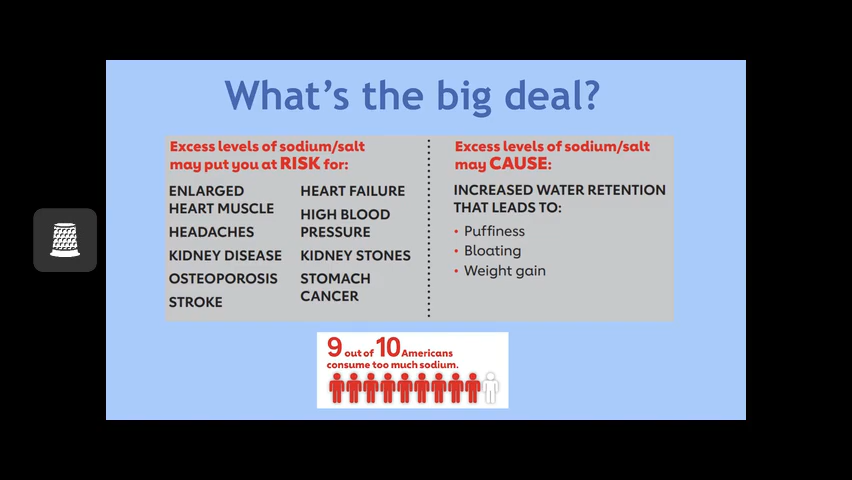 What's the big deal?
Excess levels of sodium/salt
may put you at RISK for:
ENLARGED
HEART MUSCLE
HEADACHES
KIDNEY DISEASE
OSTEOPOROSIS
STROKE
HEART FAILURE
HIGH BLOOD
PRESSURE
KIDNEY STONES
STOMACH
CANCER
Excess levels of sodium/salt
may CAUSE:
INCREASED WATER RETENTION
THAT LEADS TO:
• Puffiness
• Bloating
• Weight gain
9 out of 10 Americans
consume too much sodium.